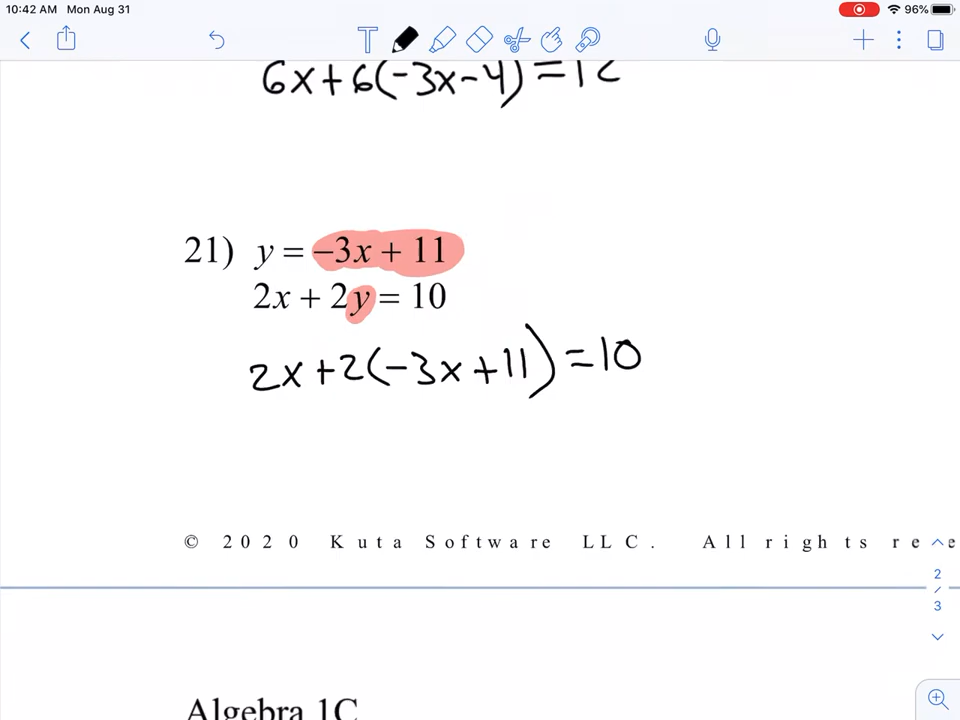 10:42 AM Mon Aug 31
96%
T
6x+6(-3x-4)=1
21) y = −3x + 11
2x + 2y = 10
2x+2(-3x+11)=10
© 2020 Kuta Software LLC. All rights re e
2
/
3
Algebra 1C